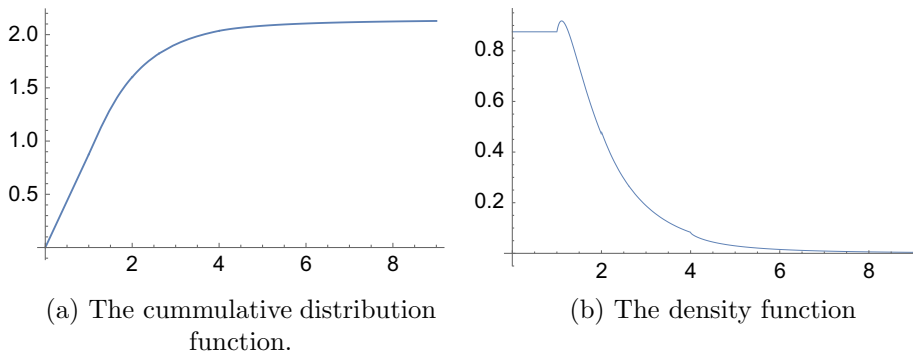 2.0
1.5
1.0
0.5
2 4 6 8
(a) The cummulative distribution
function.
0.8
0.6
0.4
0.2
2 4 6 8
(b) The density function